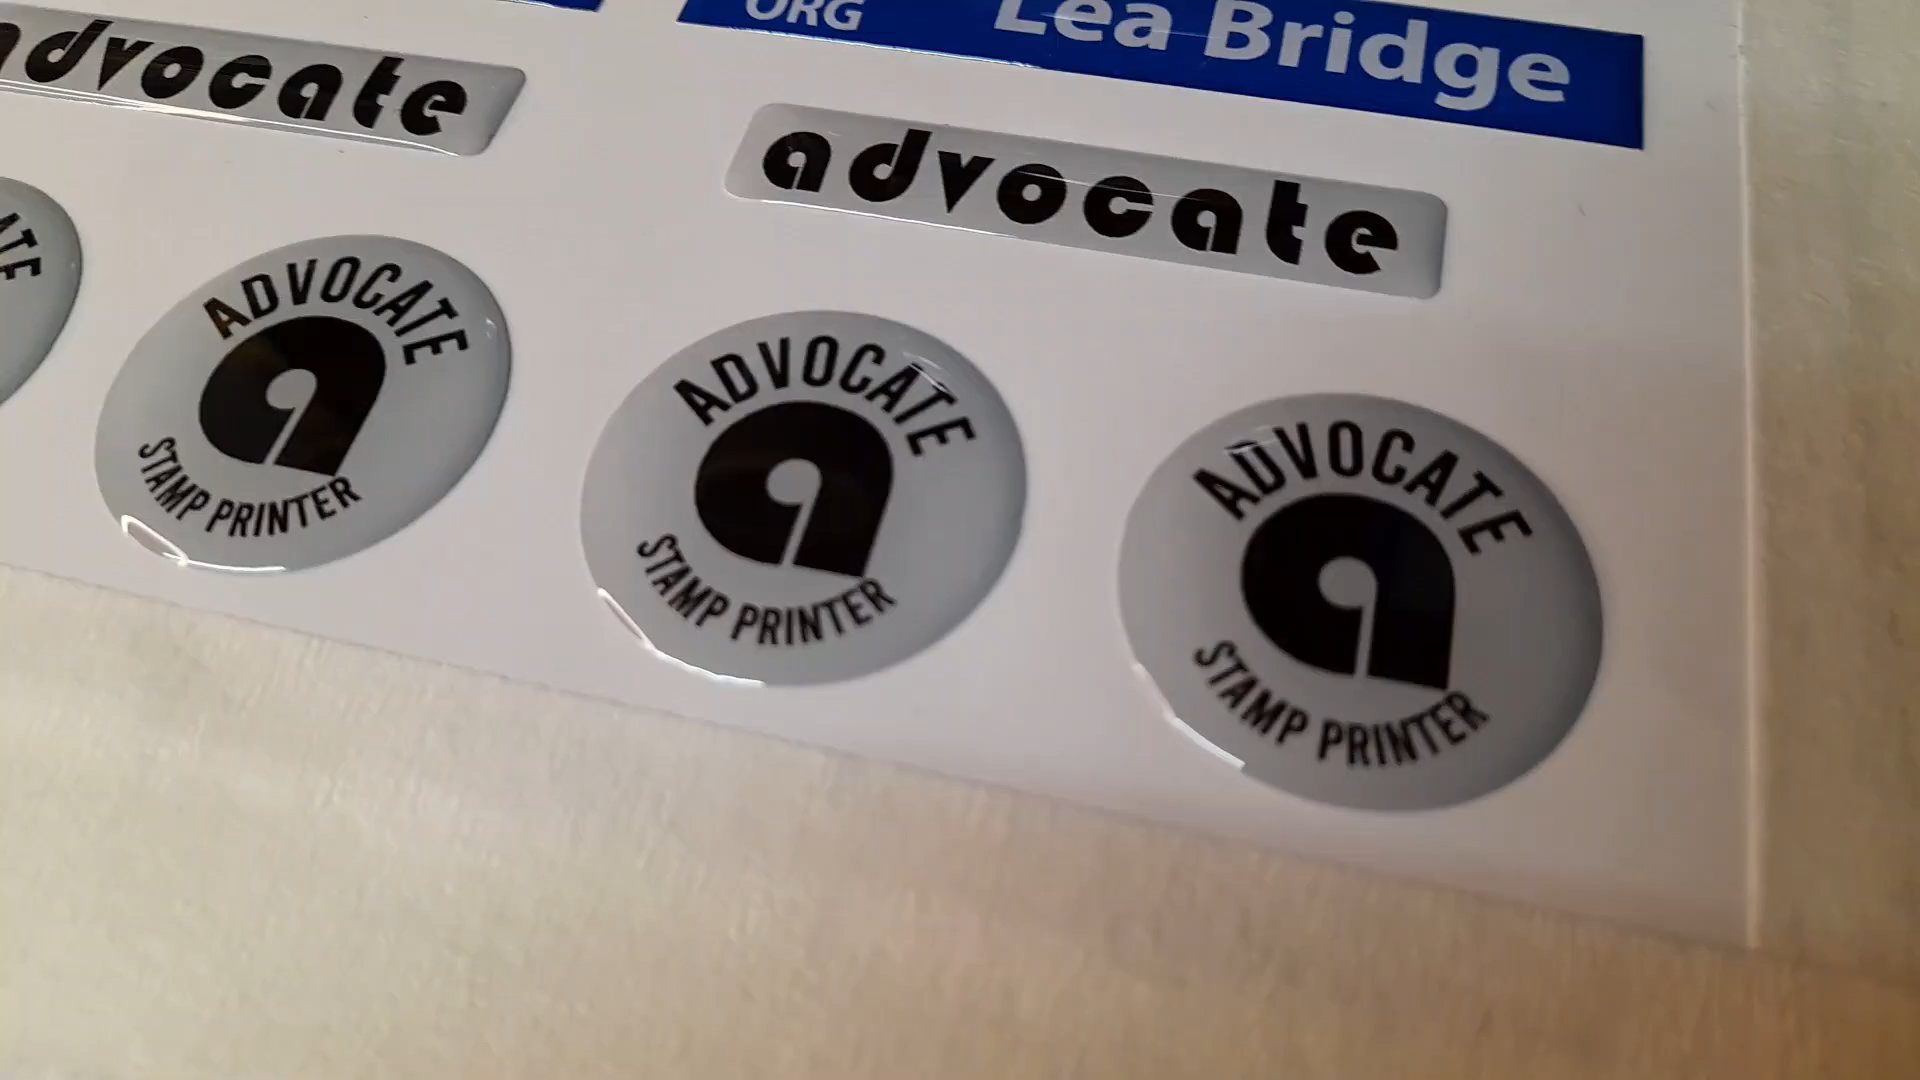 ORG Lea Bridge
advocate
advocate
ADVOCATE
a
STAMP PRINTER
ADVOCATE
a
STAMP PRINTER
ADVOCATE
a
STAMP PRINTER